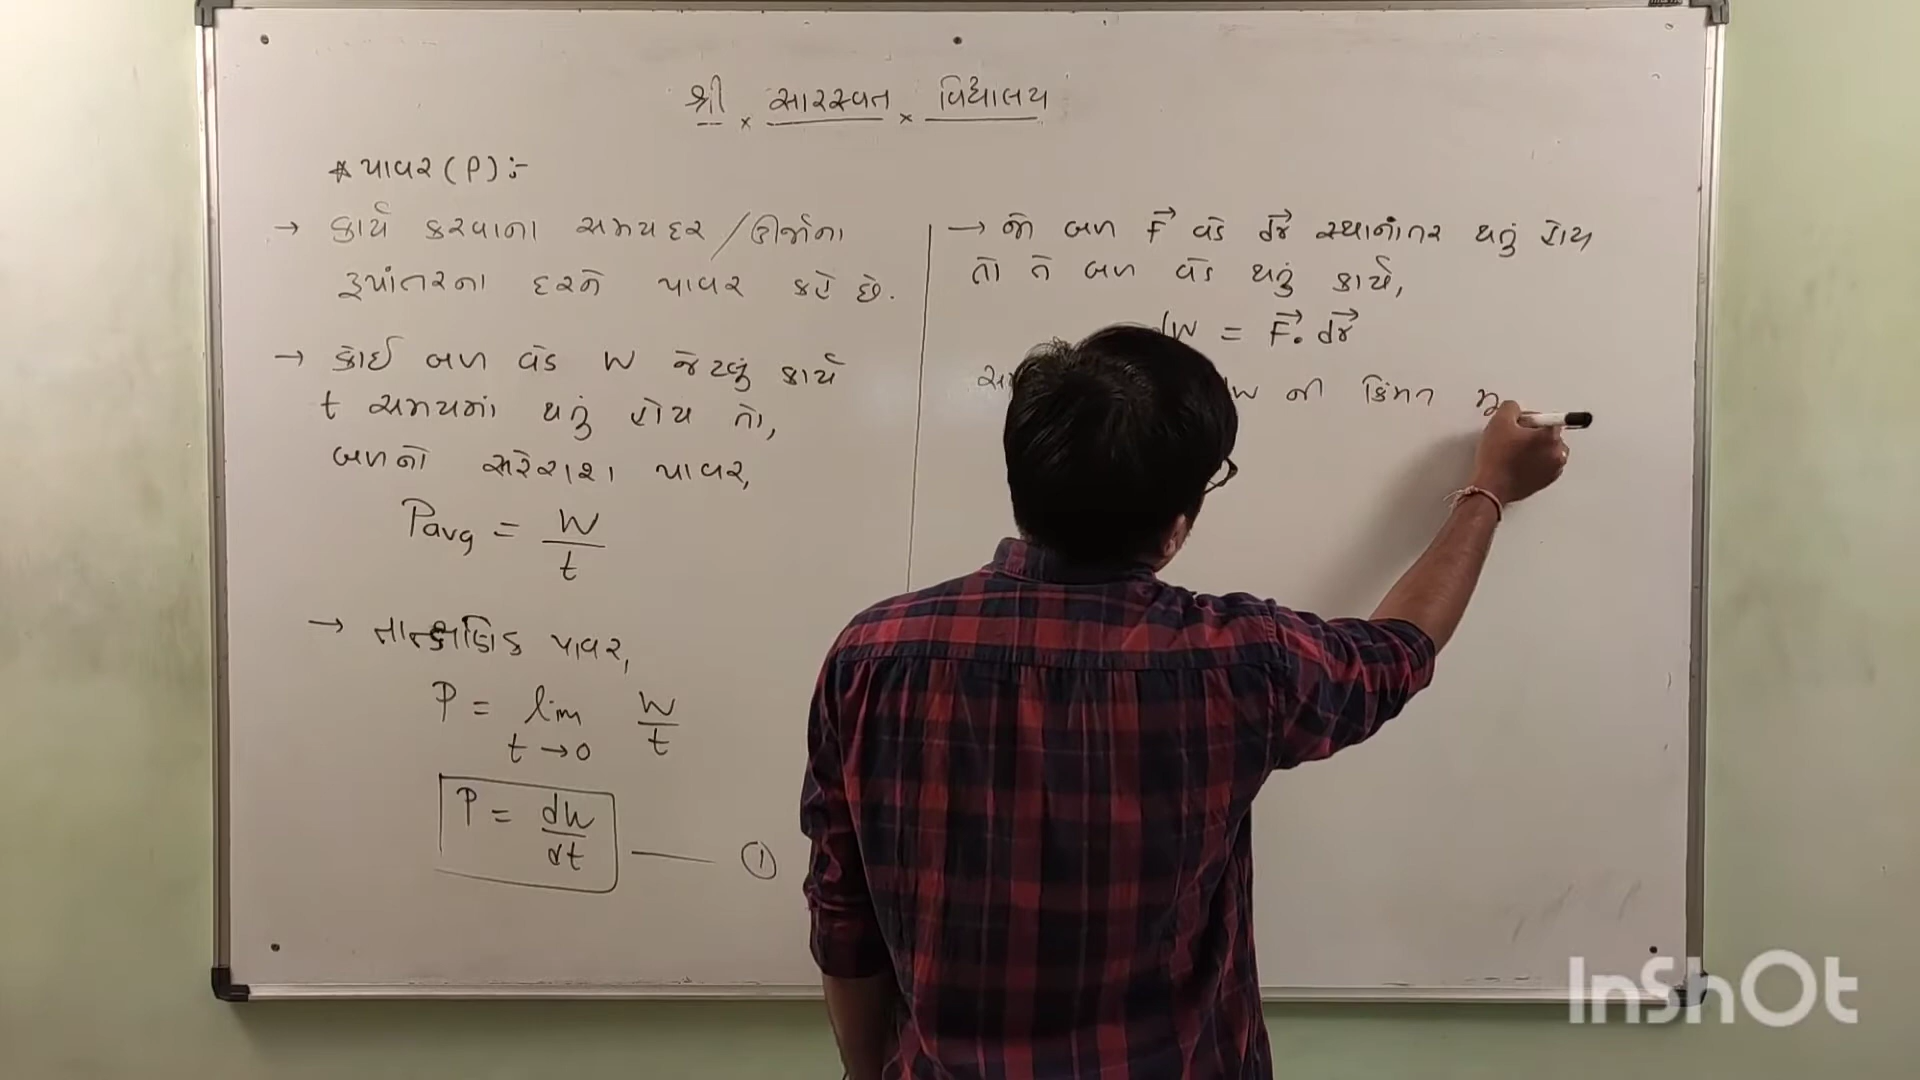 શ્રી × સારસ્વત × વિદ્યાલય
* પાવર (P) :-
→ કાર્ય કરવાના સમયદર / ઊર્જાના
રૂપાંતરના દરને પાવર કહે છે.
→ કોઈ બળ વડે W જેટલું કાર્ય
t સમયમાં થતું હોય તો,
બળનો સરેરાશ પાવર,
Pavg = W/t
→ તાત્ક્ષણિક પાવર,
P = lim t→0 W/t
P = dW/dt —— ①
→ જો બળ F⃗ વડે dr⃗ સ્થાનાંતર થતું હોય
તો તે બળ વડે થતું કાર્ય,
dW = F⃗ . dr⃗
W ની કિંમત
InShOt